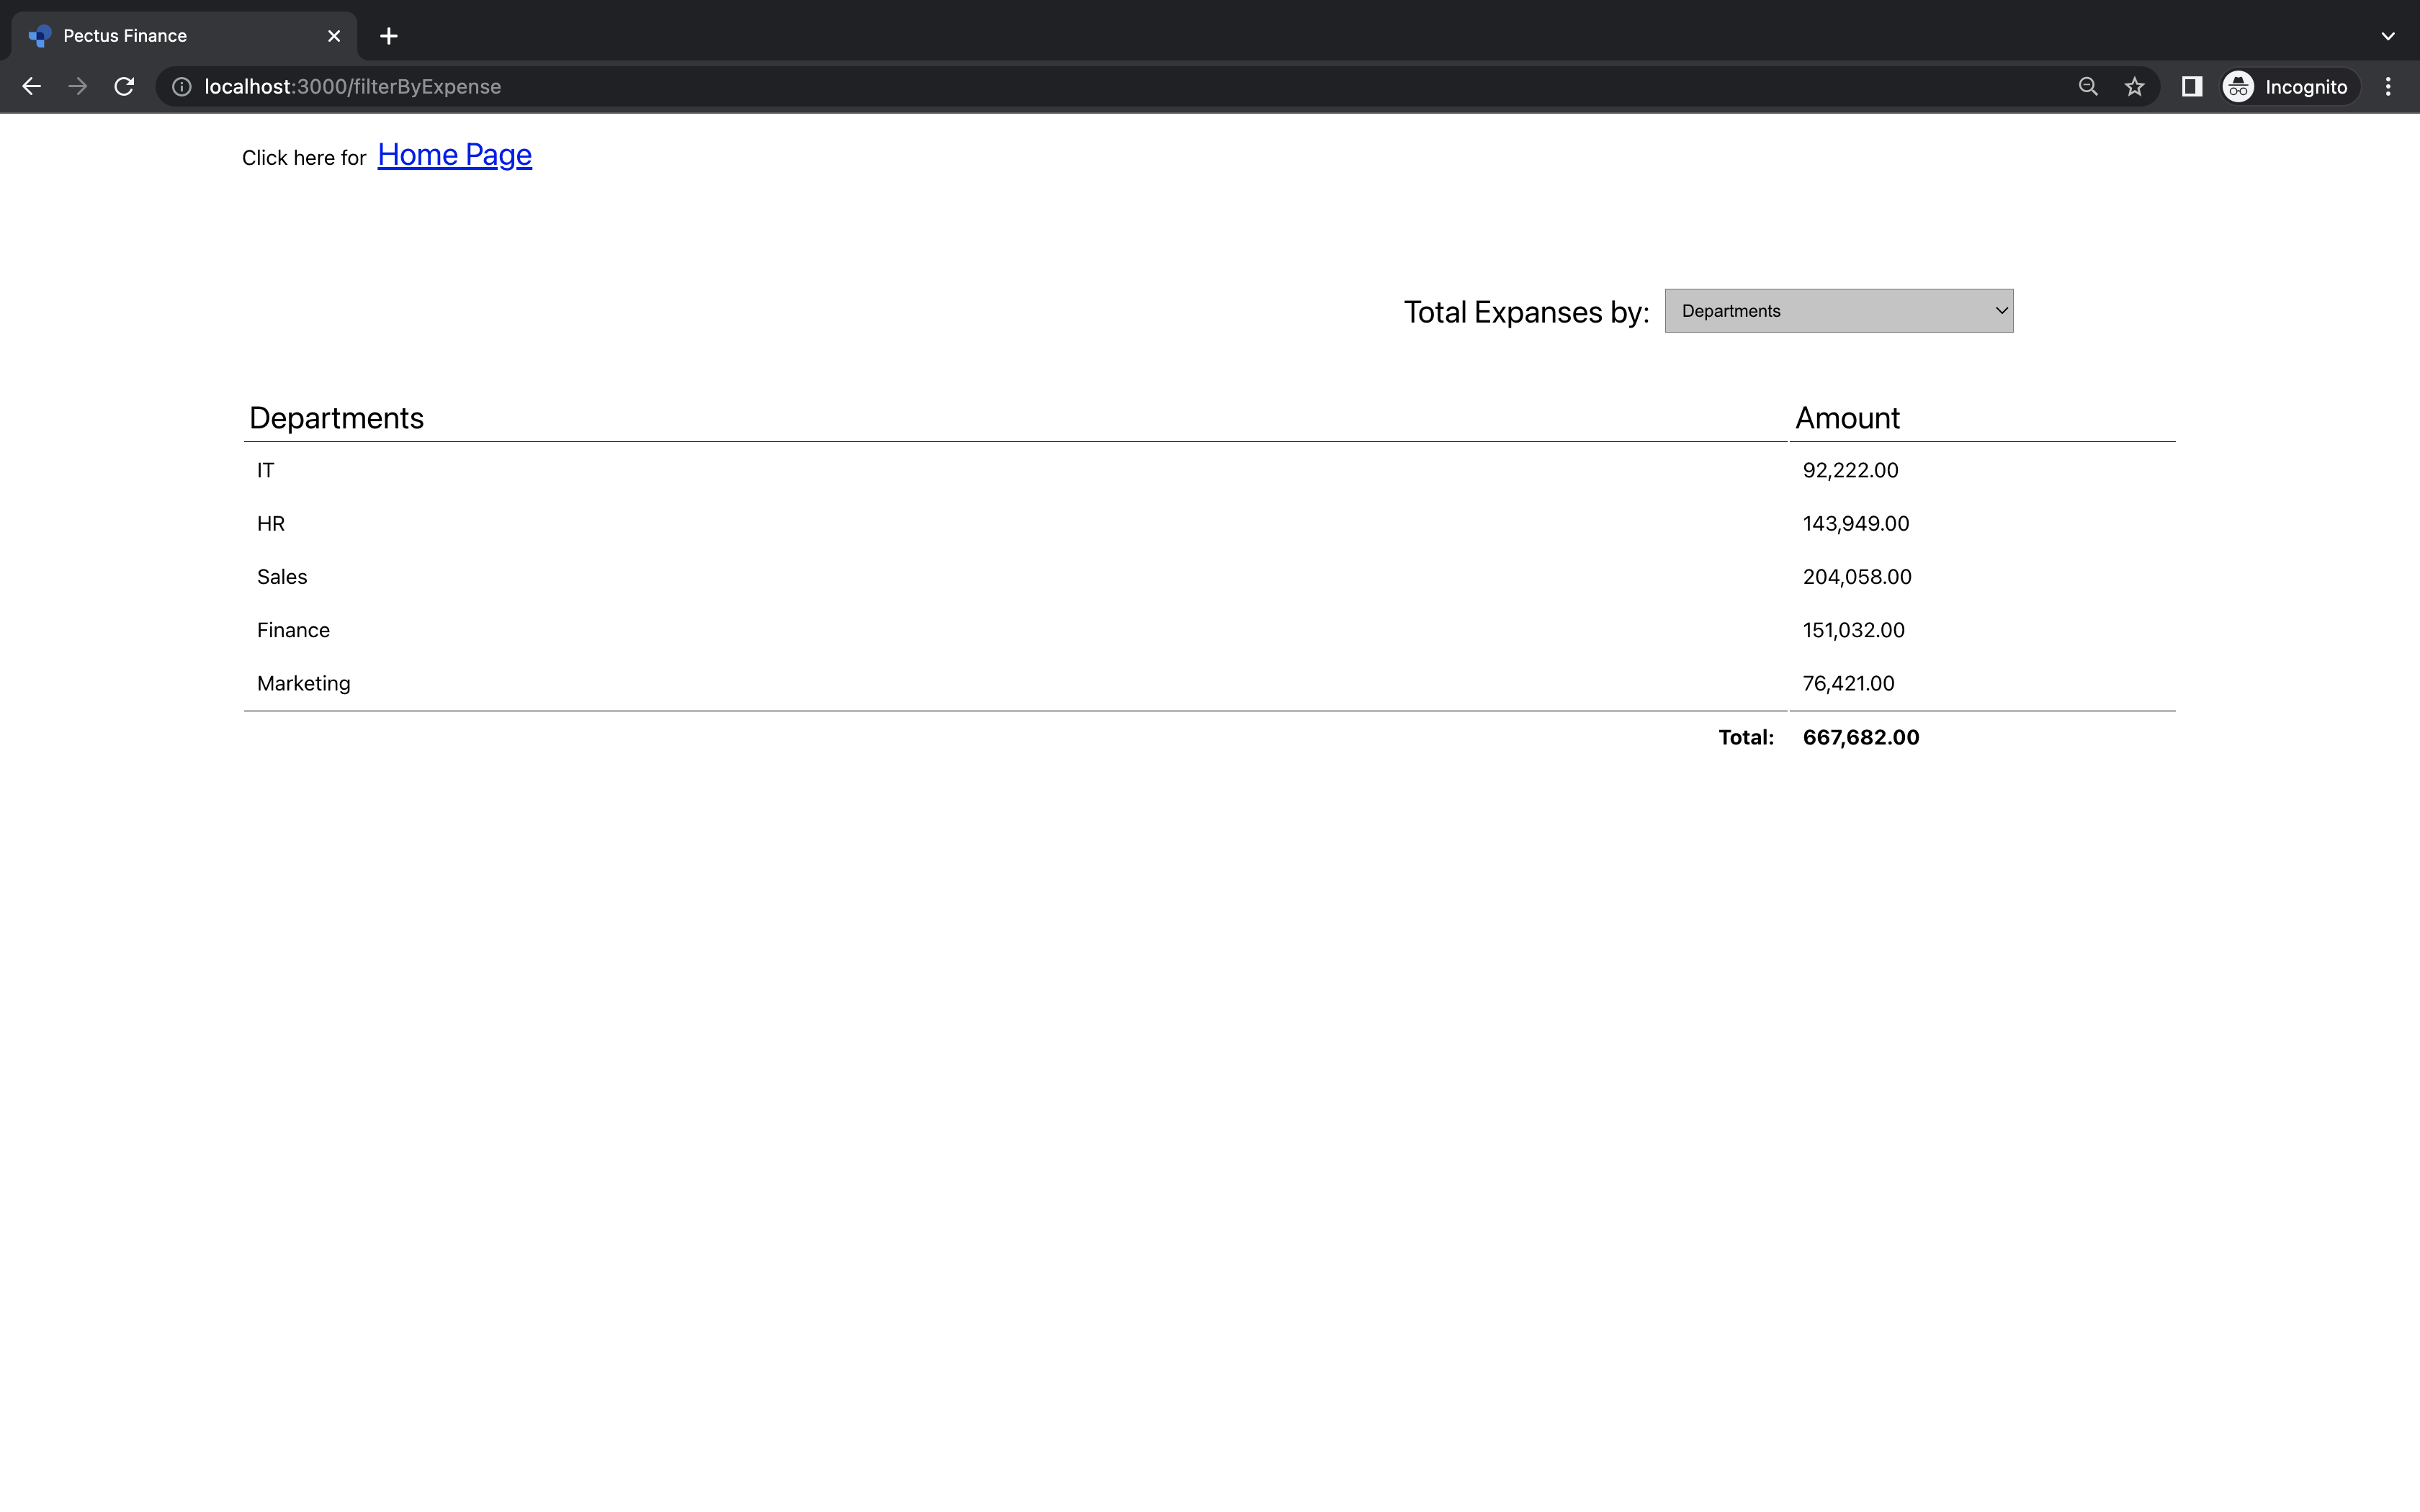 Pectus Finance
localhost:3000/filterByExpense
Incognito
Click here for Home Page
Total Expanses by: Departments
Departments Amount
IT 92,222.00
HR 143,949.00
Sales 204,058.00
Finance 151,032.00
Marketing 76,421.00
Total: 667,682.00